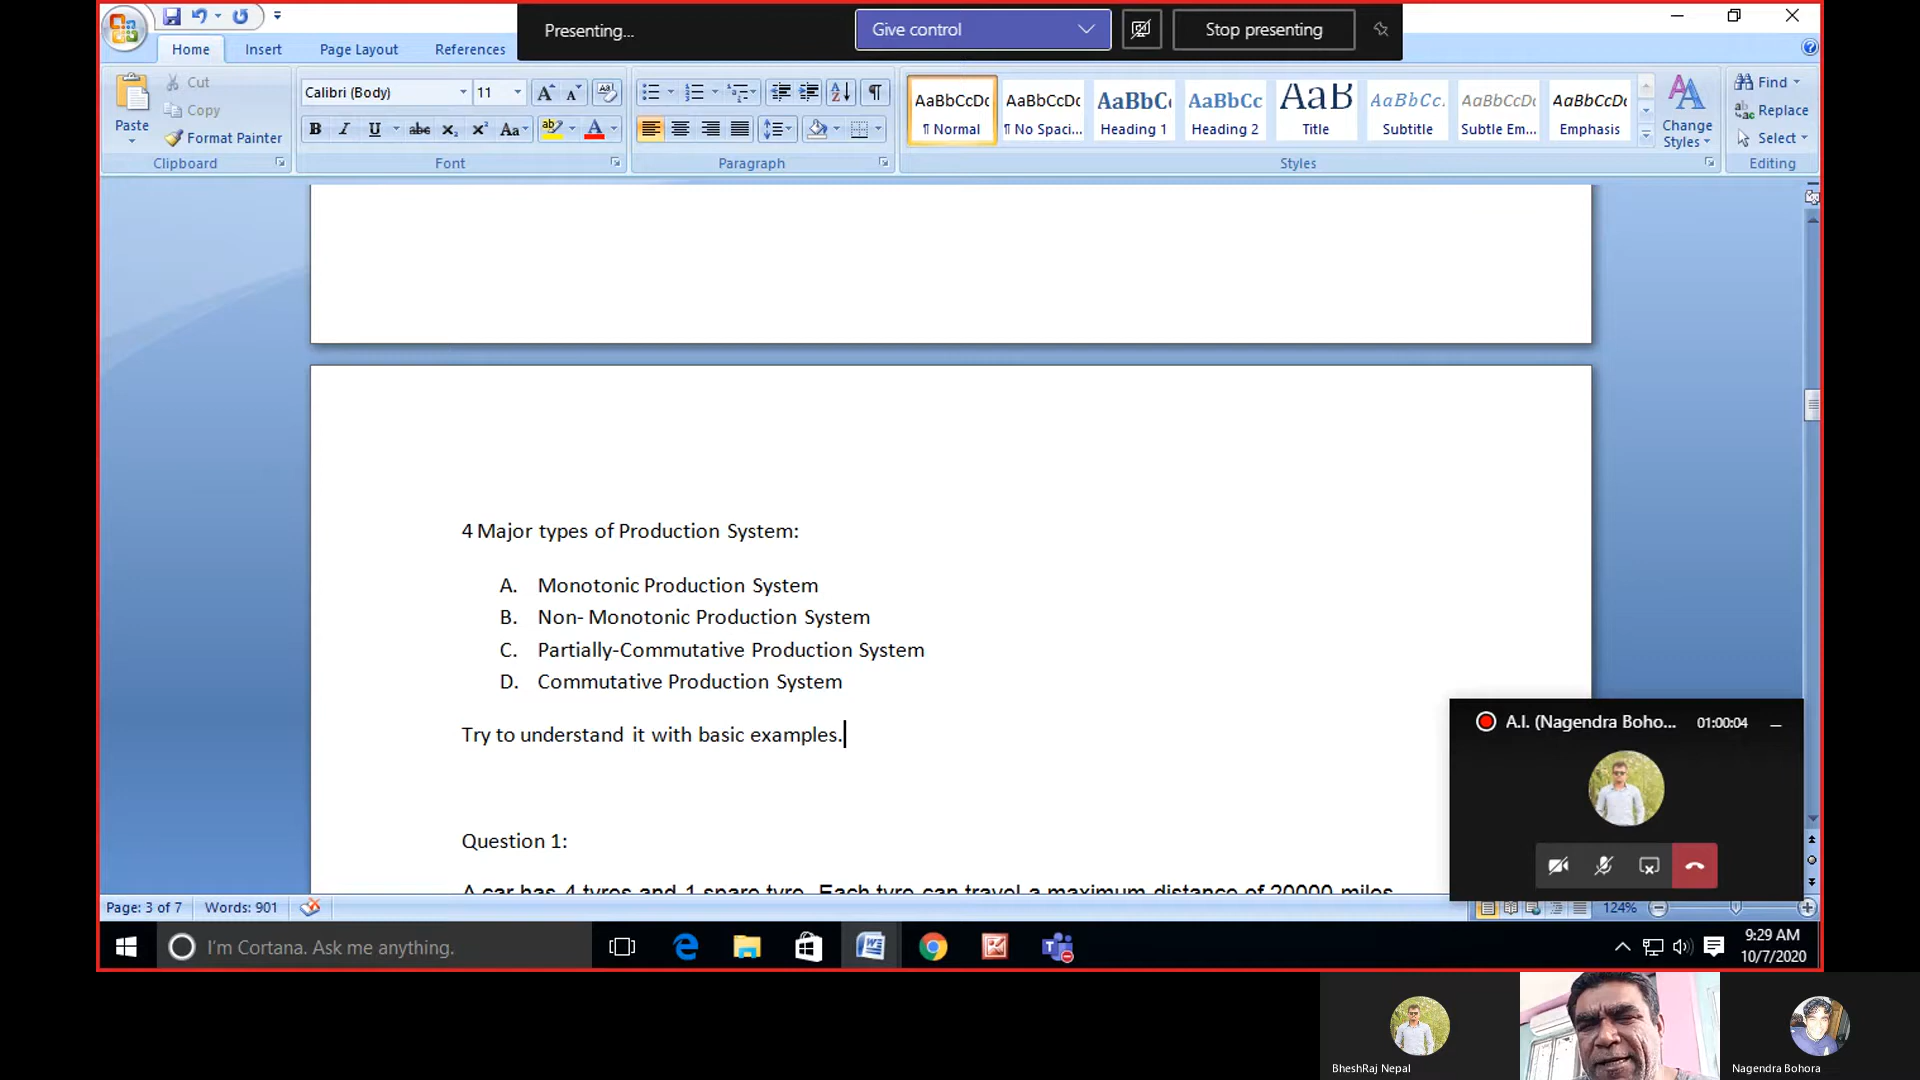 Presenting...
Give control
Stop presenting
Home
Insert
Page Layout
References
Cut
Copy
Format Painter
Paste
Clipboard
Calibri (Body)
11
Font
Paragraph
AaBbCcDc
¶ Normal
AaBbCcDc
¶ No Spaci...
AaBbC
Heading 1
AaBbCc
Heading 2
AaB
Title
AaBbCc.
Subtitle
AaBbCcDc
Subtle Em...
AaBbCcDc
Emphasis
Change
Styles
Styles
Find
Replace
Select
Editing
4 Major types of Production System:
A. Monotonic Production System
B. Non- Monotonic Production System
C. Partially-Commutative Production System
D. Commutative Production System
Try to understand it with basic examples.
Question 1:
A car has 4 tyres and 1 spare tyre. Each tyre can travel a maximum distance of 20000 miles
A.I. (Nagendra Boho...
01:00:04
Page: 3 of 7
Words: 901
124%
I'm Cortana. Ask me anything.
9:29 AM
10/7/2020
BheshRaj Nepal
Nagendra Bohora